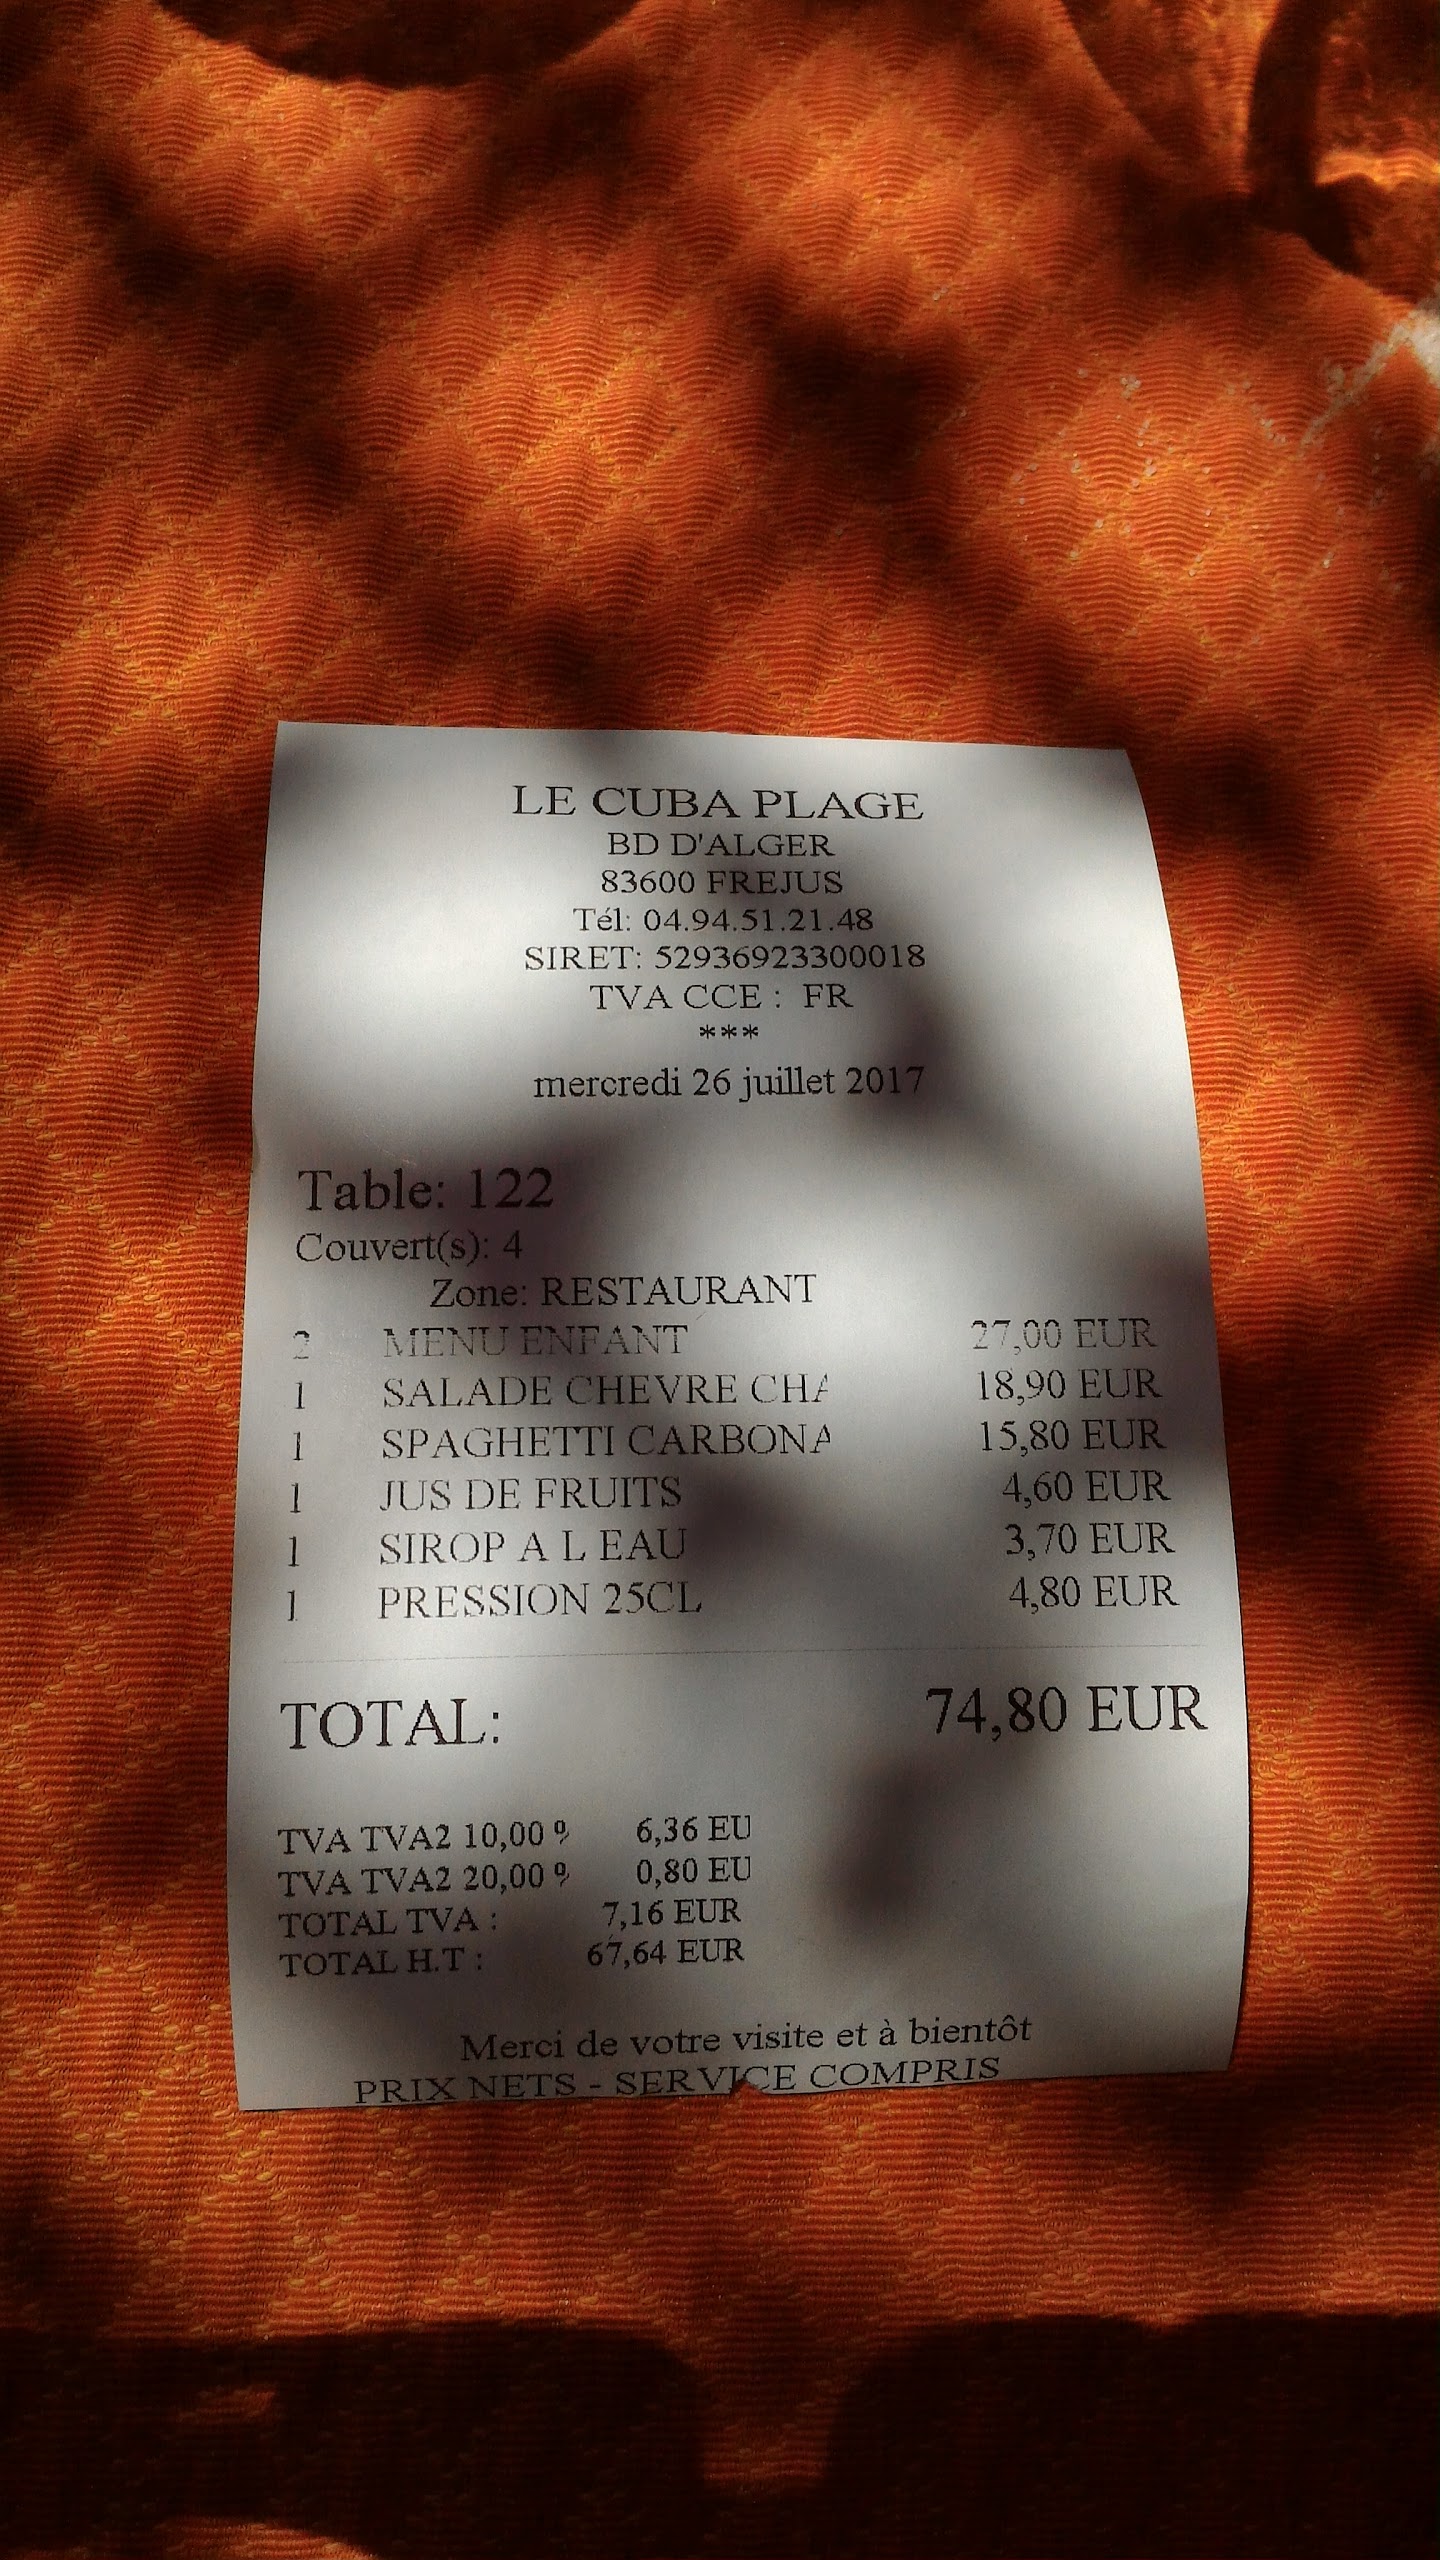 LE CUBA PLAGE
BD D'ALGER
83600 FREJUS
Tél: 04.94.51.21.48
SIRET: 52936923300018
TVA CCE : FR
***
mercredi 26 juillet 2017
Table: 122
Couvert(s): 4
Zone: RESTAURANT
2 MENU ENFANT 27,00 EUR
1 SALADE CHEVRE CHA 18,90 EUR
1 SPAGHETTI CARBONA 15,80 EUR
1 JUS DE FRUITS 4,60 EUR
1 SIROP A L EAU 3,70 EUR
1 PRESSION 25CL 4,80 EUR
TOTAL: 74,80 EUR
TVA TVA2 10,00 % 6,36 EU
TVA TVA2 20,00 % 0,80 EU
TOTAL TVA : 7,16 EUR
TOTAL H.T : 67,64 EUR
Merci de votre visite et à bientôt
PRIX NETS - SERVICE COMPRIS